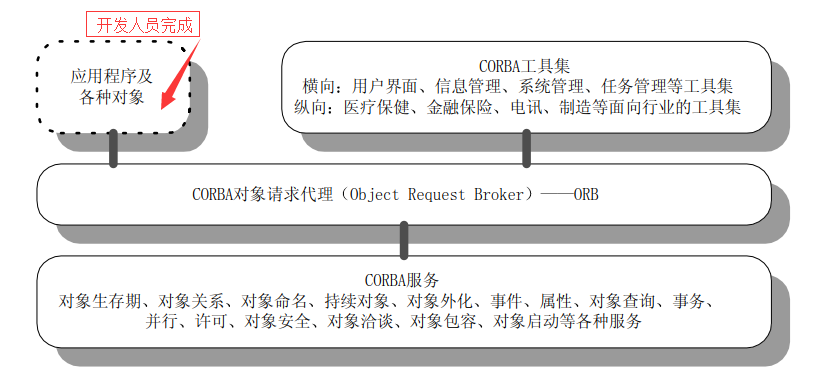 开发人员完成
应用程序及
各种对象
CORBA工具集
横向：用户界面、信息管理、系统管理、任务管理等工具集
纵向：医疗保健、金融保险、电讯、制造等面向行业的工具集
CORBA对象请求代理（Object Request Broker）——ORB
CORBA服务
对象生存期、对象关系、对象命名、持续对象、对象外化、事件、属性、对象查询、事务、
并行、许可、对象安全、对象洽谈、对象包容、对象启动等各种服务